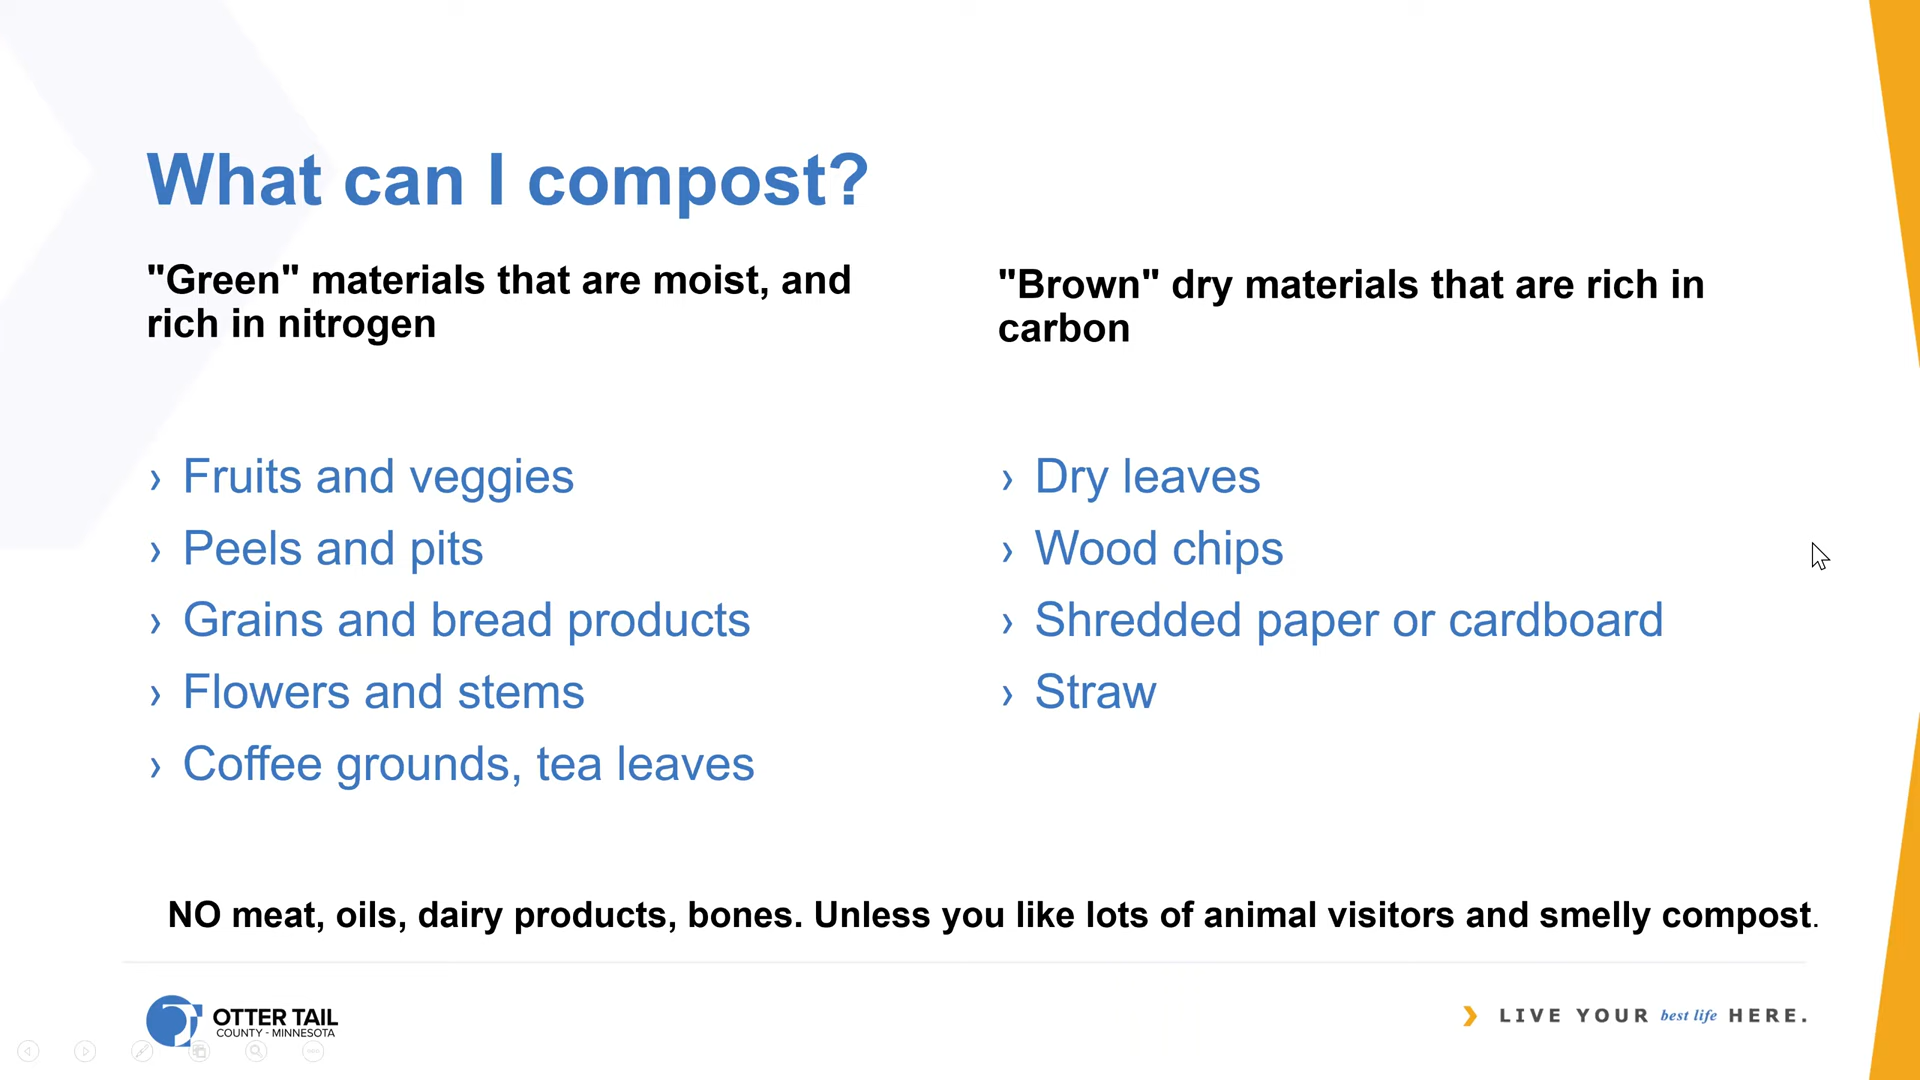 What can I compost?
"Green" materials that are moist, and
rich in nitrogen
› Fruits and veggies
› Peels and pits
› Grains and bread products
› Flowers and stems
› Coffee grounds, tea leaves
"Brown" dry materials that are rich in
carbon
› Dry leaves
› Wood chips
› Shredded paper or cardboard
› Straw
NO meat, oils, dairy products, bones. Unless you like lots of animal visitors and smelly compost.
OTTER TAIL
COUNTY - MINNESOTA
LIVE YOUR best life HERE.